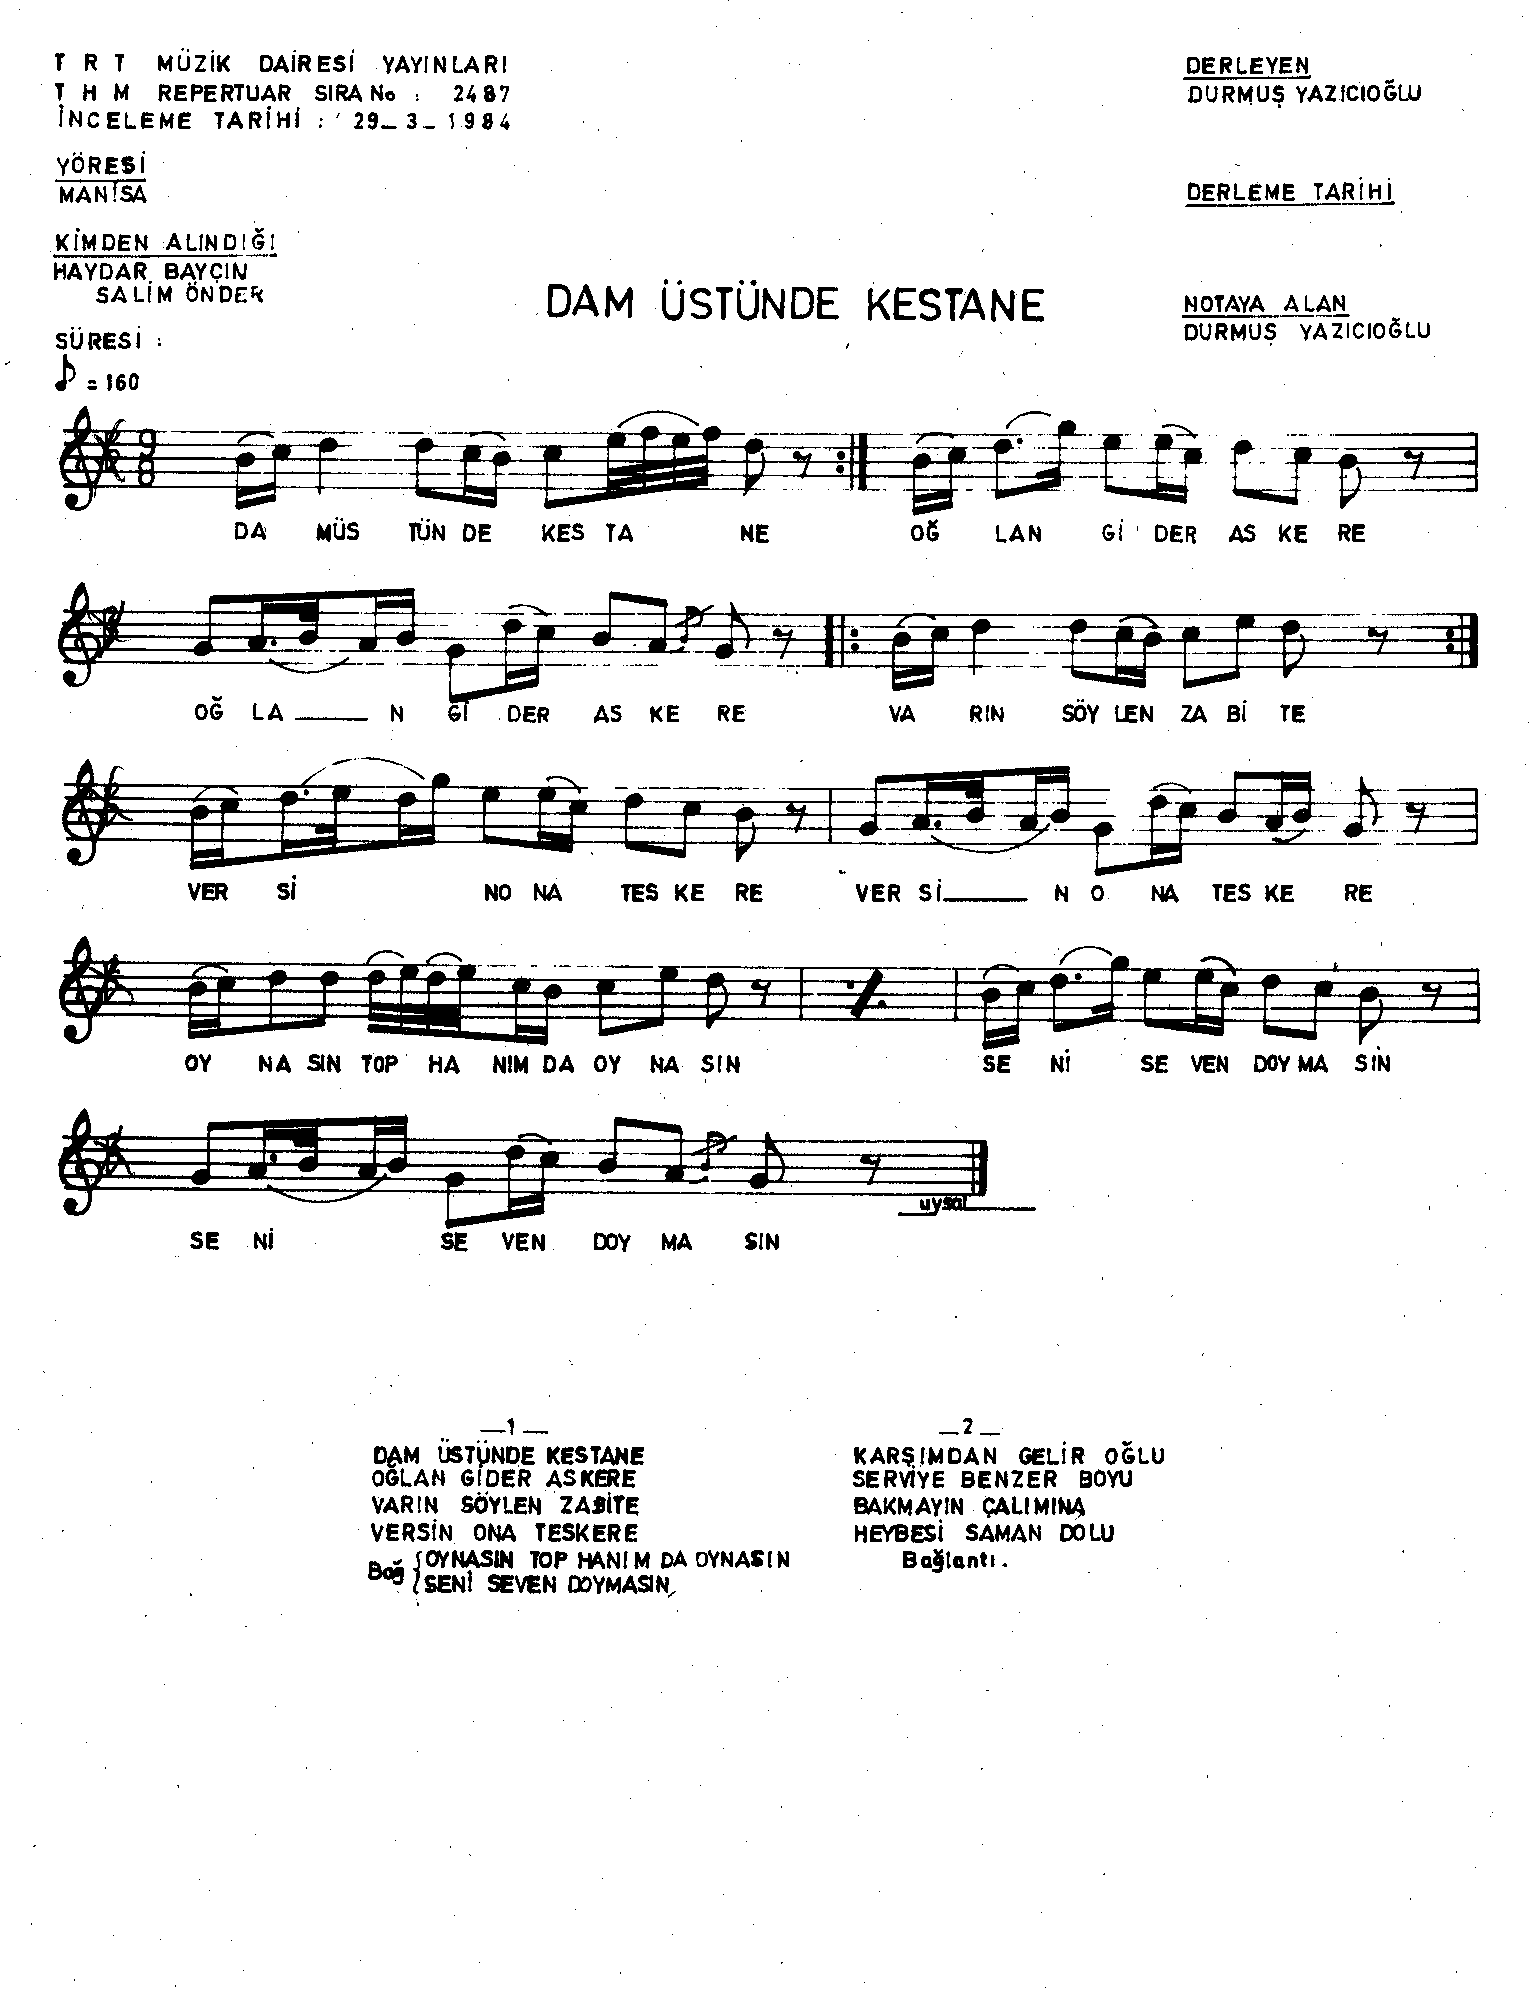 T R T MÜZİK DAİRESİ YAYINLARI
T H M REPERTUAR SIRA No : 2487
İNCELEME TARİHİ : 29_3_1984
DERLEYEN
DURMUŞ YAZICIOĞLU
YÖRESİ
MANİSA
DERLEME TARİHİ
KİMDEN ALINDIĞI
HAYDAR BAYÇIN
SALİM ÖNDER
DAM ÜSTÜNDE KESTANE
NOTAYA ALAN
DURMUŞ YAZICIOĞLU
SÜRESİ :
♪ = 160
9
8
DA MÜS TÜN DE KES TA NE OĞ LAN Gİ DER AS KE RE
OĞ LA____ N Gİ DER AS KE RE VA RIN SÖY LEN ZA Bİ TE
VER Sİ NO NA TES KE RE VER Sİ____ N O NA TES KE RE
OY NA SIN TOP HA NIM DA OY NA SIN SE Nİ SE VEN DOY MA SİN
SE Nİ SE VEN DOY MA SIN
uysal
_1_
DAM ÜSTÜNDE KESTANE
OĞLAN GİDER ASKERE
VARIN SÖYLEN ZABİTE
VERSİN ONA TESKERE
Bağ { OYNASIN TOP HANIM DA OYNASIN
SENİ SEVEN DOYMASIN
_2_
KARŞIMDAN GELİR OĞLU
SERVİYE BENZER BOYU
BAKMAYIN ÇALIMINA
HEYBESİ SAMAN DOLU
Bağlantı.